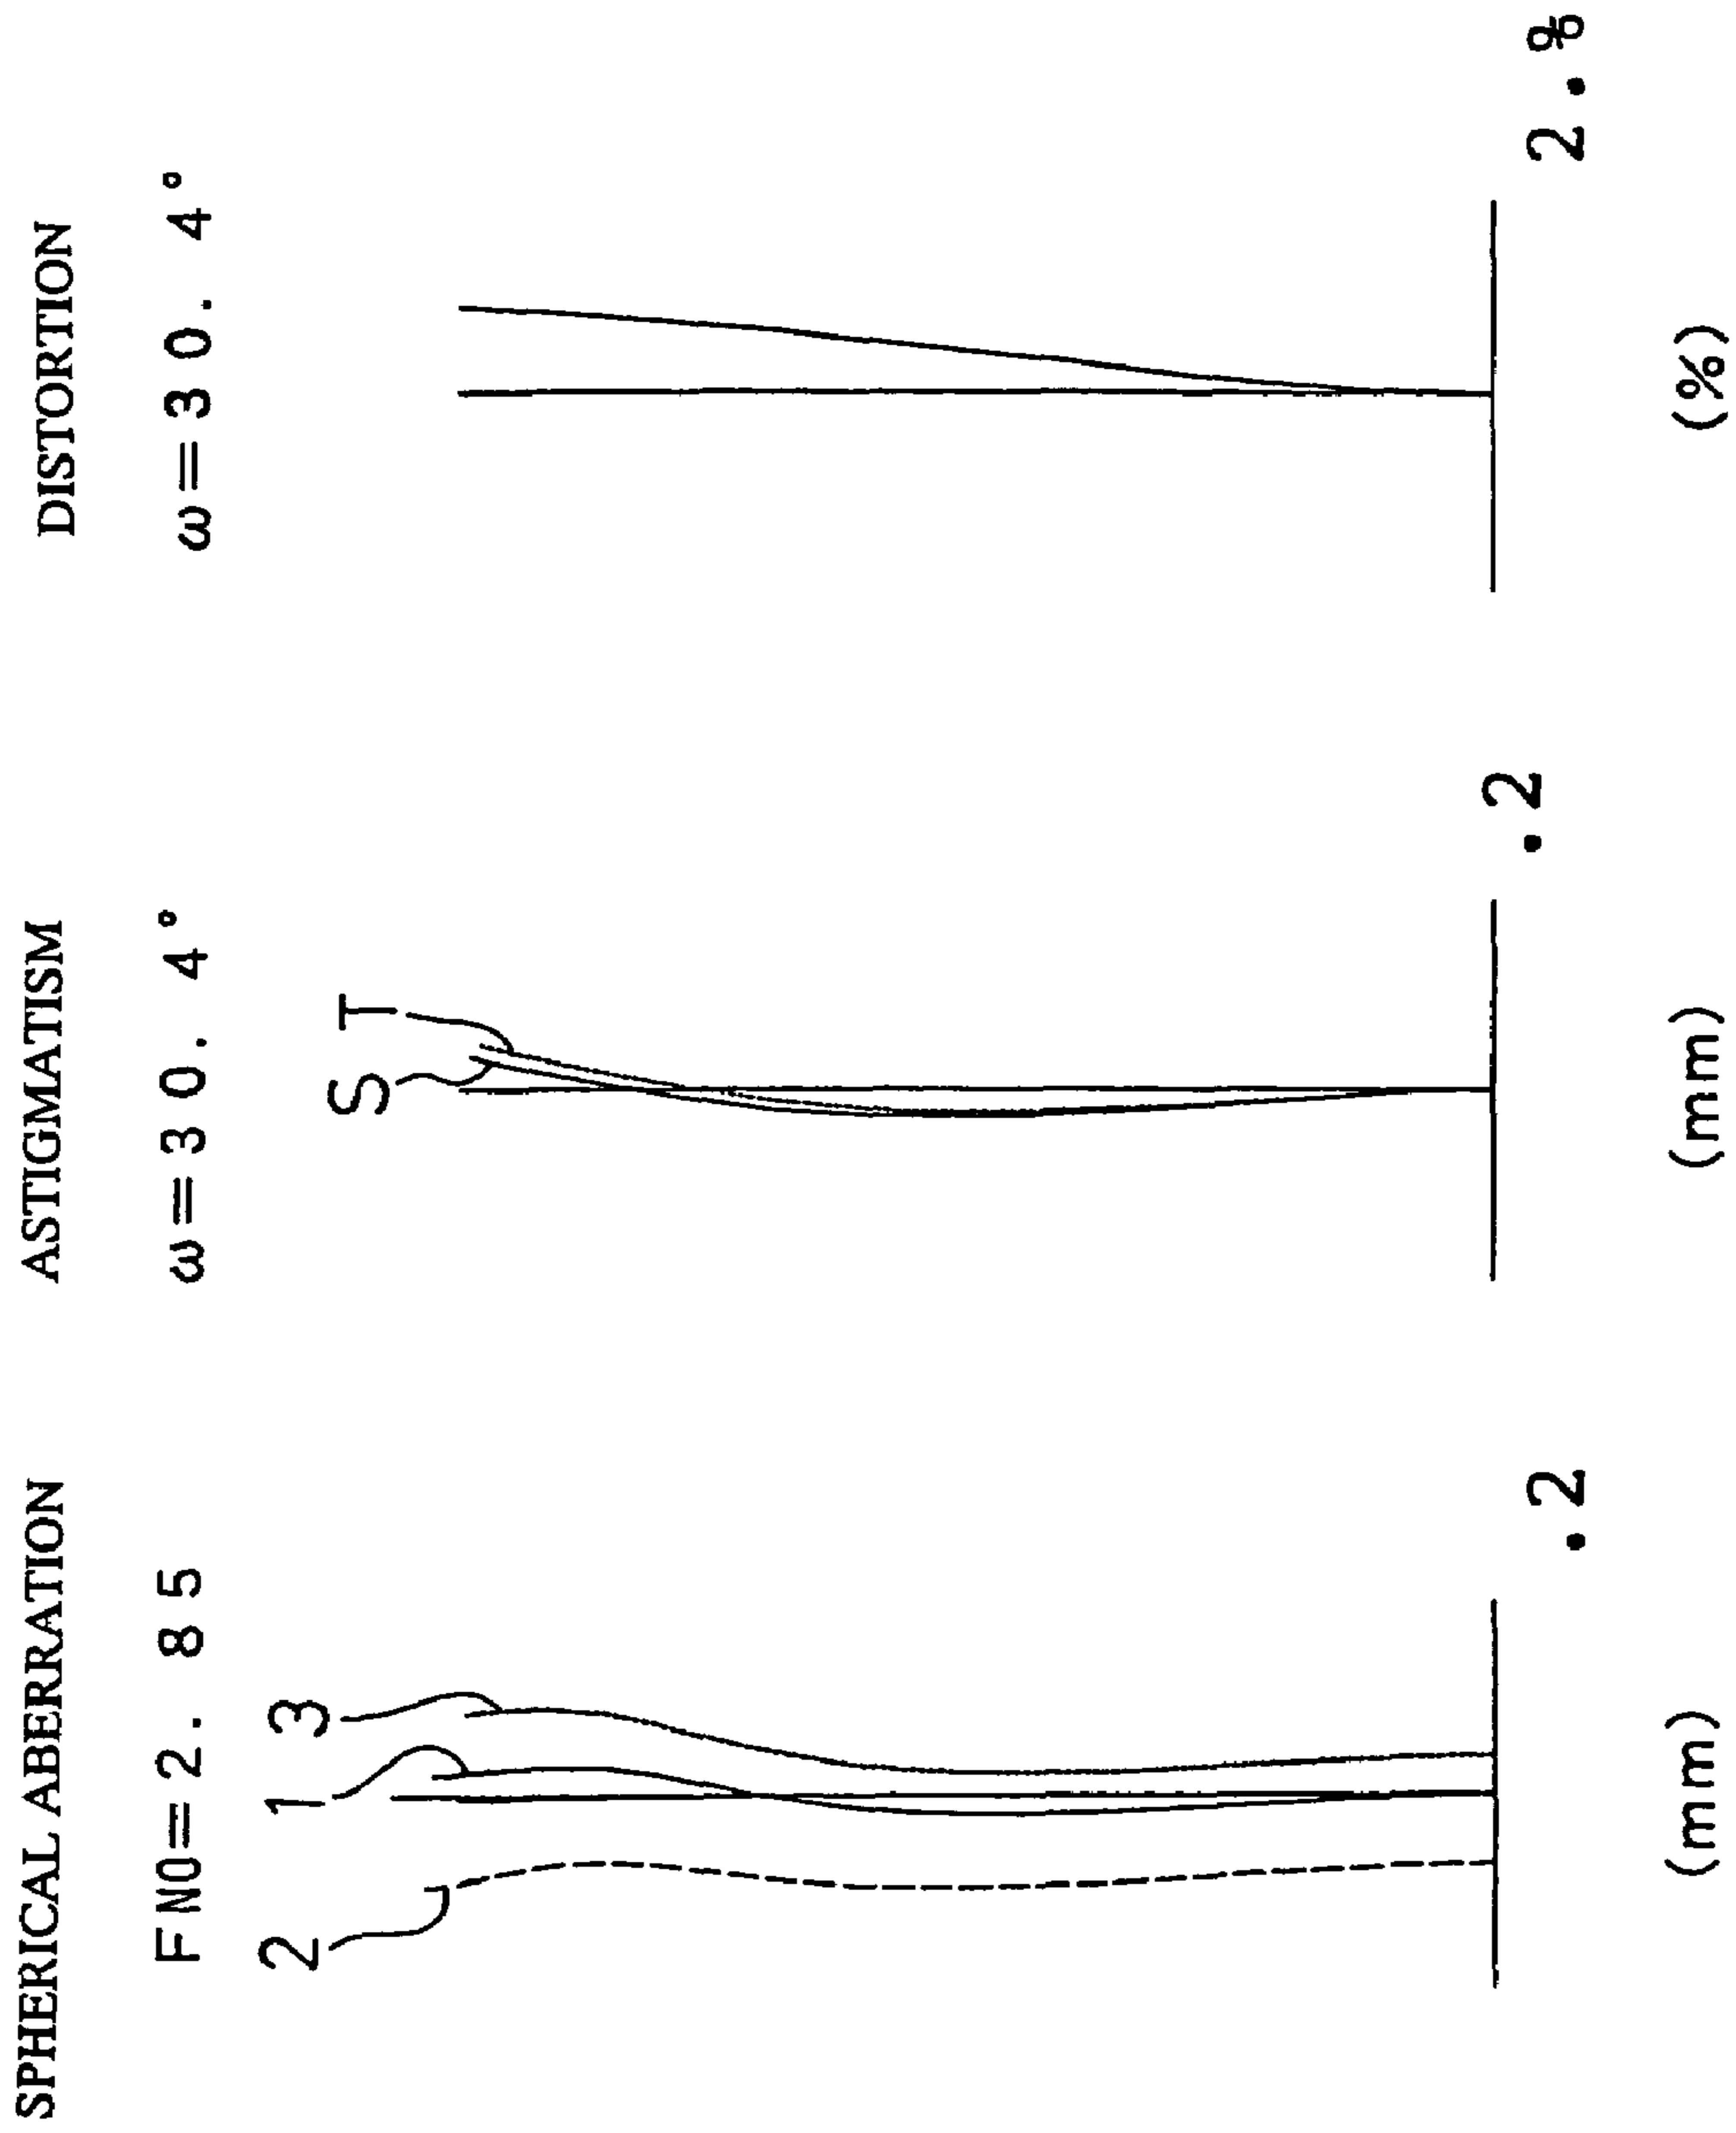 SPHERICAL ABERRATION
FNO=2.85
2
1
3
.2
(mm)
ASTIGMATISM
ω=30.4°
S
T
.2
(mm)
DISTORTION
ω=30.4°
2.%
(%)